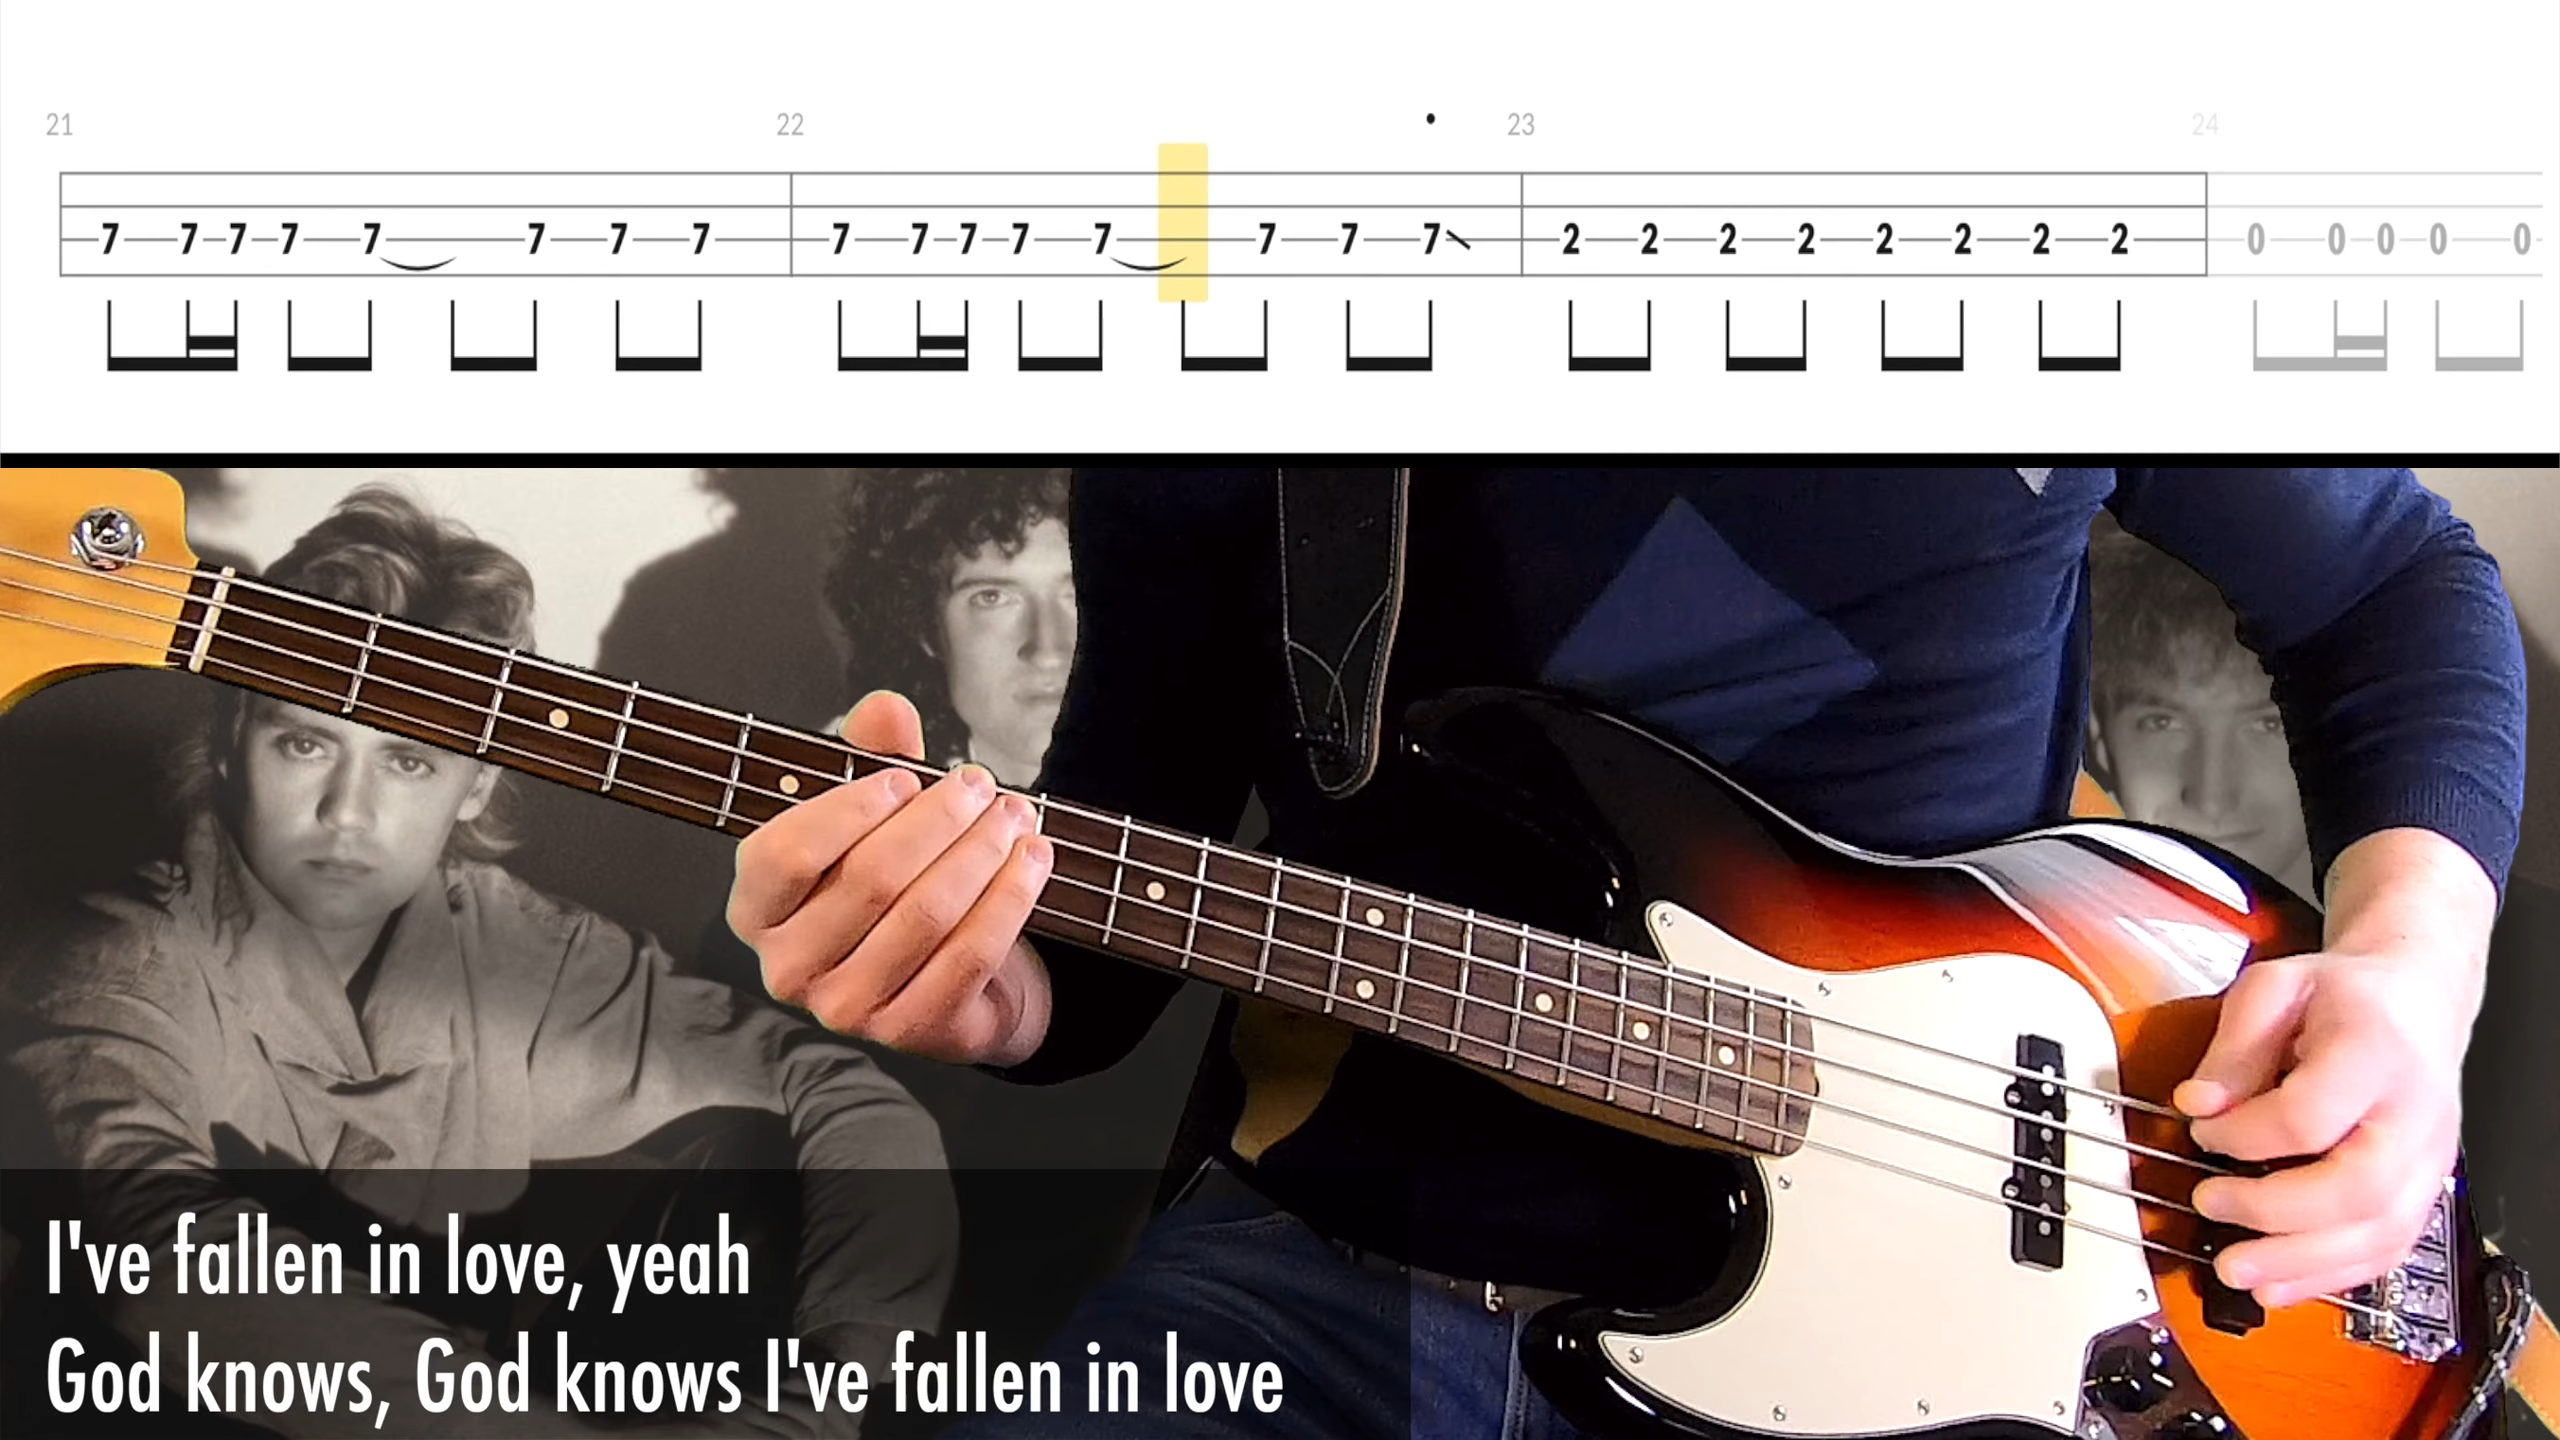 21 22 23 24
7 7 7 7 7 7 7 7 7 7 7 7 7 7 7 7 2 2 2 2 2 2 2 2 0 0 0 0 0
I've fallen in love, yeah
God knows, God knows I've fallen in love